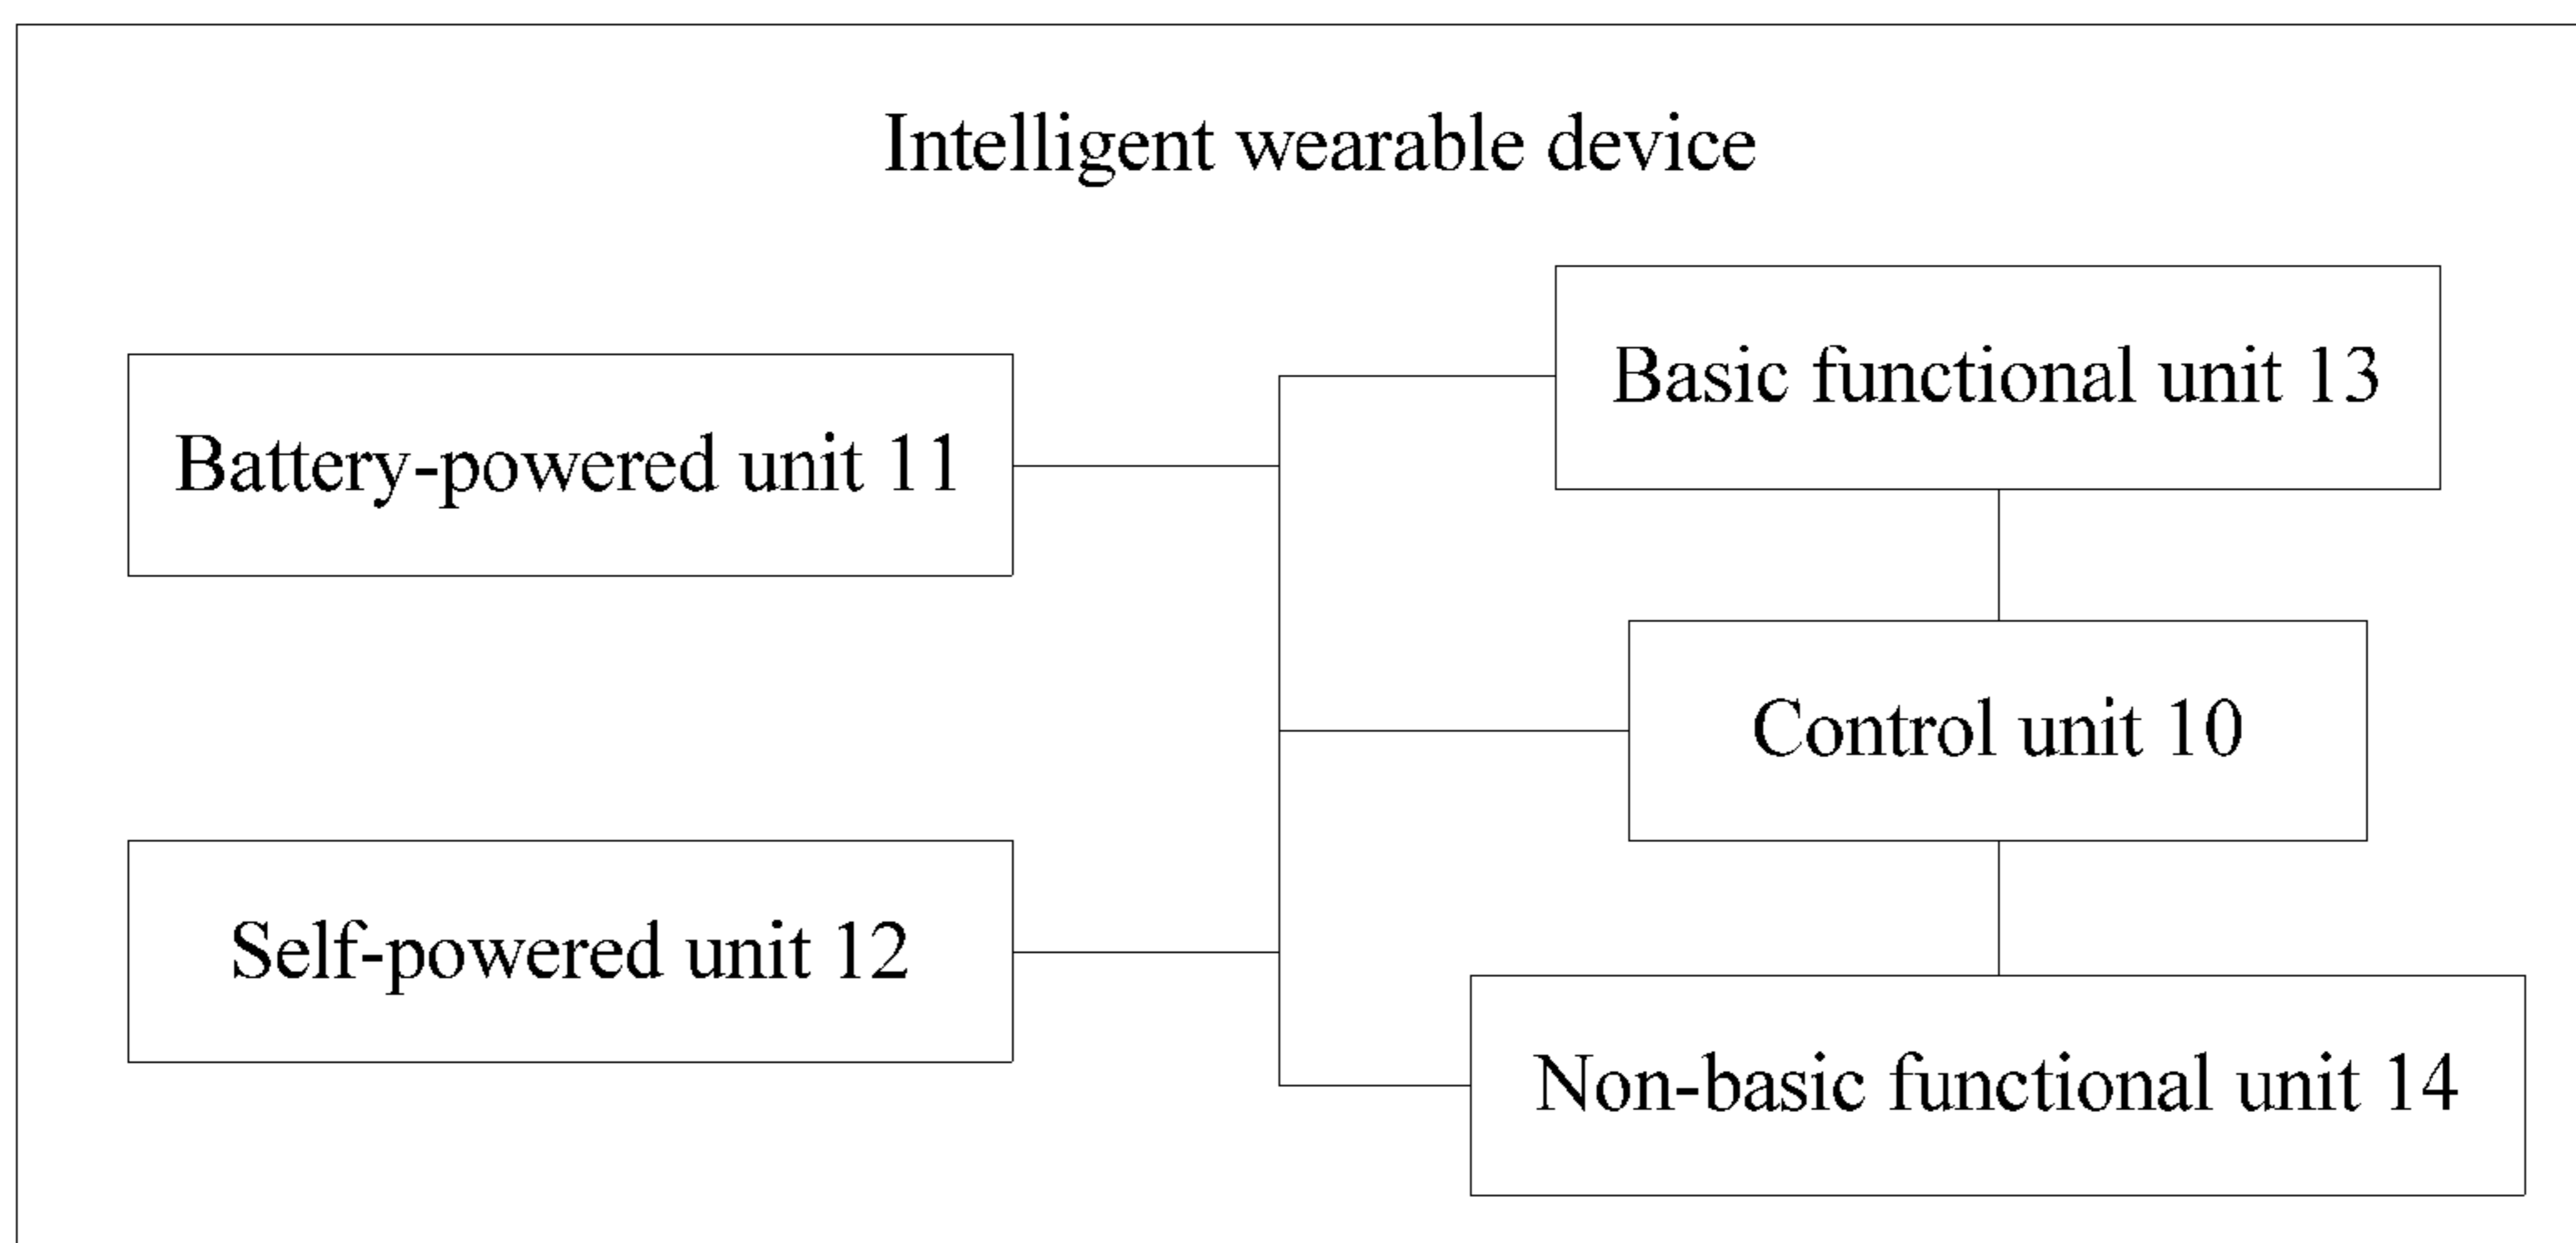 Intelligent wearable device
Basic functional unit 13
Battery-powered unit 11
Control unit 10
Self-powered unit 12
Non-basic functional unit 14